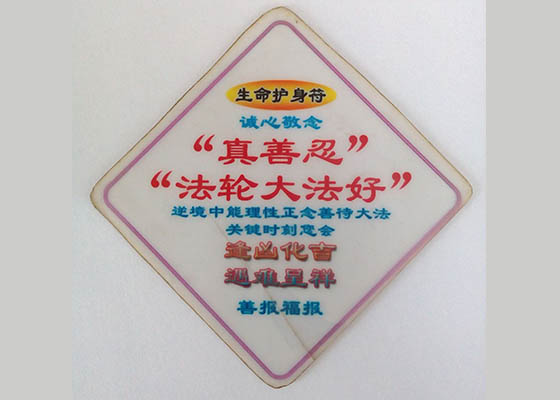 生命护身符
诚心敬念
“真善忍”
“法轮大法好”
逆境中能理性正念善待大法
关键时刻您会
逢凶化吉
遇难呈祥
善报福报